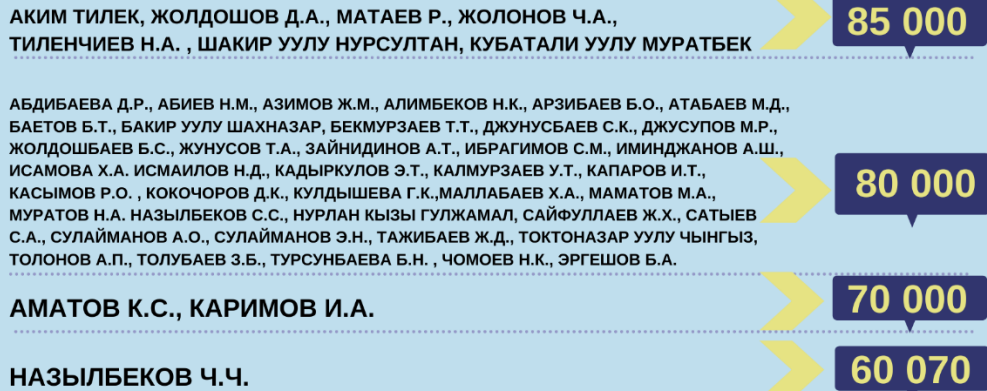 АКИМ ТИЛЕК, ЖОЛДОШОВ Д.А., МАТАЕВ Р., ЖОЛОНОВ Ч.А.,
ТИЛЕНЧИЕВ Н.А. , ШАКИР УУЛУ НУРСУЛТАН, КУБАТАЛИ УУЛУ МУРАТБЕК
85 000
АБДИБАЕВА Д.Р., АБИЕВ Н.М., АЗИМОВ Ж.М., АЛИМБЕКОВ Н.К., АРЗИБАЕВ Б.О., АТАБАЕВ М.Д.,
БАЕТОВ Б.Т., БАКИР УУЛУ ШАХНАЗАР, БЕКМУРЗАЕВ Т.Т., ДЖУНУСБАЕВ С.К., ДЖУСУПОВ М.Р.,
ЖОЛДОШБАЕВ Б.С., ЖУНУСОВ Т.А., ЗАЙНИДИНОВ А.Т., ИБРАГИМОВ С.М., ИМИНДЖАНОВ А.Ш.,
ИСАМОВА Х.А. ИСМАИЛОВ Н.Д., КАДЫРКУЛОВ Э.Т., КАЛМУРЗАЕВ У.Т., КАПАРОВ И.Т.,
КАСЫМОВ Р.О. , КОКОЧОРОВ Д.К., КУЛДЫШЕВА Г.К.,МАЛЛАБАЕВ Х.А., МАМАТОВ М.А.,
МУРАТОВ Н.А. НАЗЫЛБЕКОВ С.С., НУРЛАН КЫЗЫ ГУЛЖАМАЛ, САЙФУЛЛАЕВ Ж.Х., САТЫЕВ
С.А., СУЛАЙМАНОВ А.О., СУЛАЙМАНОВ Э.Н., ТАЖИБАЕВ Ж.Д., ТОКТОНАЗАР УУЛУ ЧЫНГЫЗ,
ТОЛОНОВ А.П., ТОЛУБАЕВ З.Б., ТУРСУНБАЕВА Б.Н. , ЧОМОЕВ Н.К., ЭРГЕШОВ Б.А.
80 000
АМАТОВ К.С., КАРИМОВ И.А.
70 000
НАЗЫЛБЕКОВ Ч.Ч.
60 070